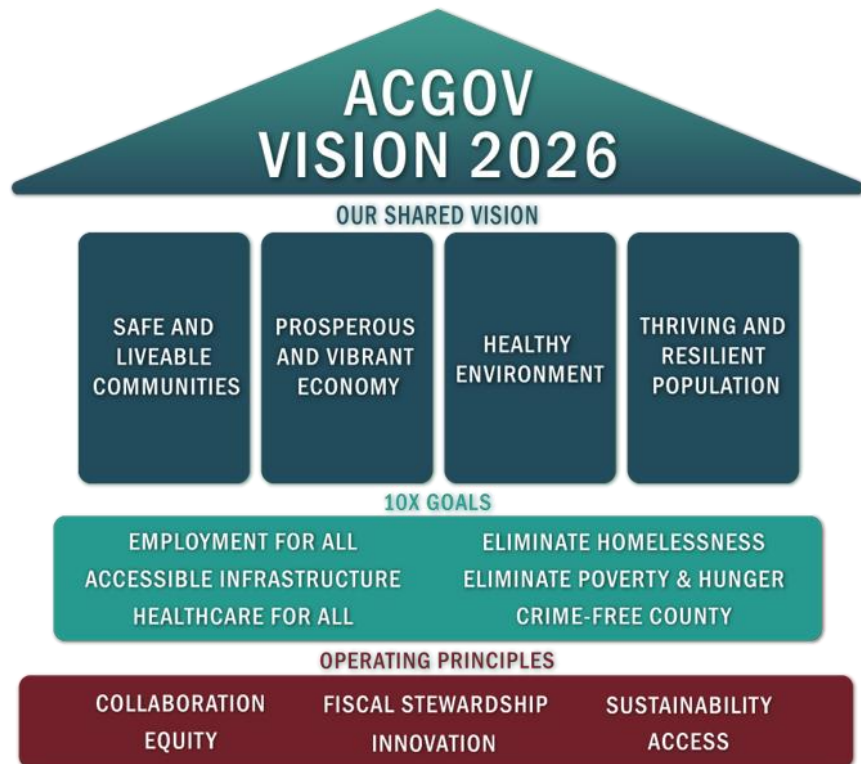 ACGOV
VISION 2026
OUR SHARED VISION
SAFE AND
LIVEABLE
COMMUNITIES
PROSPEROUS
AND VIBRANT
ECONOMY
HEALTHY
ENVIRONMENT
THRIVING AND
RESILIENT
POPULATION
10X GOALS
EMPLOYMENT FOR ALL
ACCESSIBLE INFRASTRUCTURE
HEALTHCARE FOR ALL
ELIMINATE HOMELESSNESS
ELIMINATE POVERTY & HUNGER
CRIME-FREE COUNTY
OPERATING PRINCIPLES
COLLABORATION
EQUITY
FISCAL STEWARDSHIP
INNOVATION
SUSTAINABILITY
ACCESS